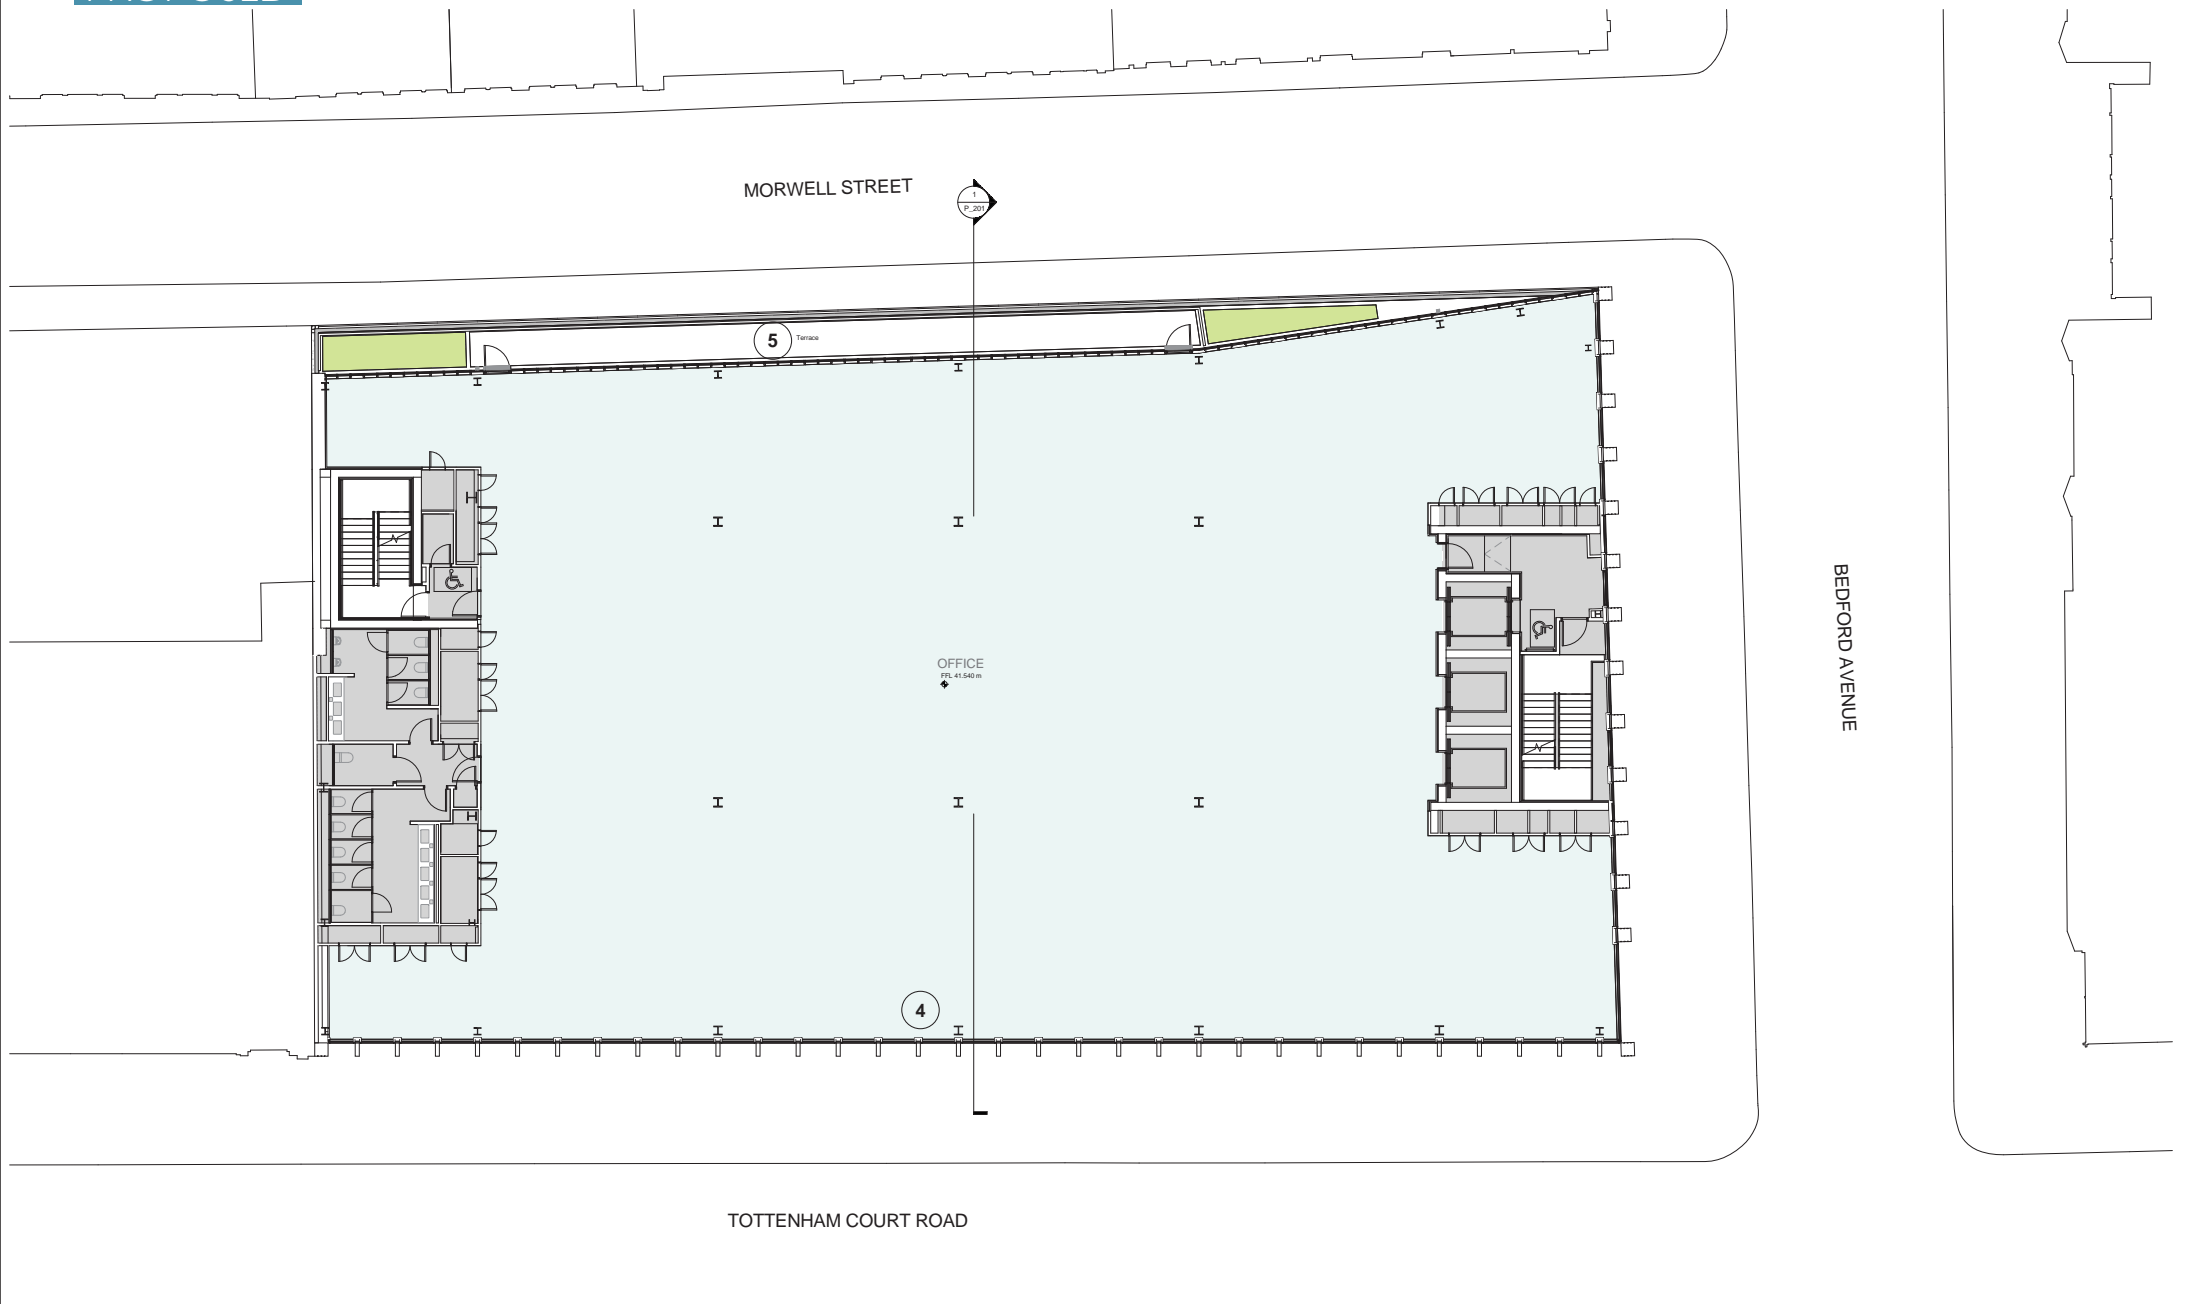 MORWELL STREET
1
P_201
5
Terrace
OFFICE
FFL 41.540 m
BEDFORD AVENUE
4
TOTTENHAM COURT ROAD